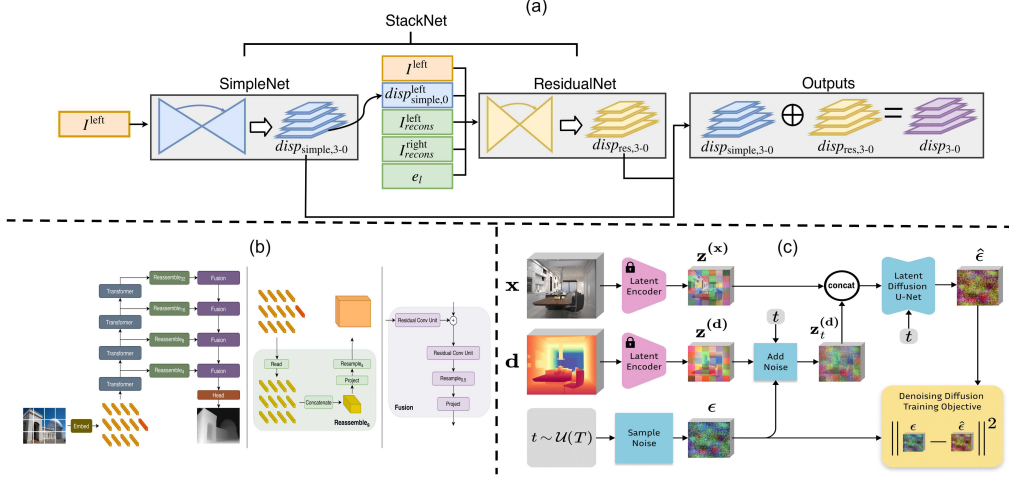 (a)
StackNet
SimpleNet
I^left
disp_simple,3-0
I^left
disp^left_simple,0
I^left_recons
I^right_recons
e_l
ResidualNet
disp_res,3-0
Outputs
disp_simple,3-0 ⊕ disp_res,3-0 = disp_3-0
(b)
Transformer
Transformer
Transformer
Transformer
Reassemble_32
Reassemble_16
Reassemble_8
Reassemble_4
Fusion
Fusion
Fusion
Fusion
Head
Embed
Read
Concatenate
Project
Resample_s
Reassemble_s
Residual Conv Unit
+
Residual Conv Unit
Resample_0.5
Project
Fusion
(c)
x
Latent
Encoder
z^(x)
concat
Latent
Diffusion
U-Net
ε̂
t
d
Latent
Encoder
z^(d)
t
Add
Noise
z_t^(d)
t ~ U(T)
Sample
Noise
ϵ
Denoising Diffusion
Training Objective
|| ϵ − ε̂ ||^2